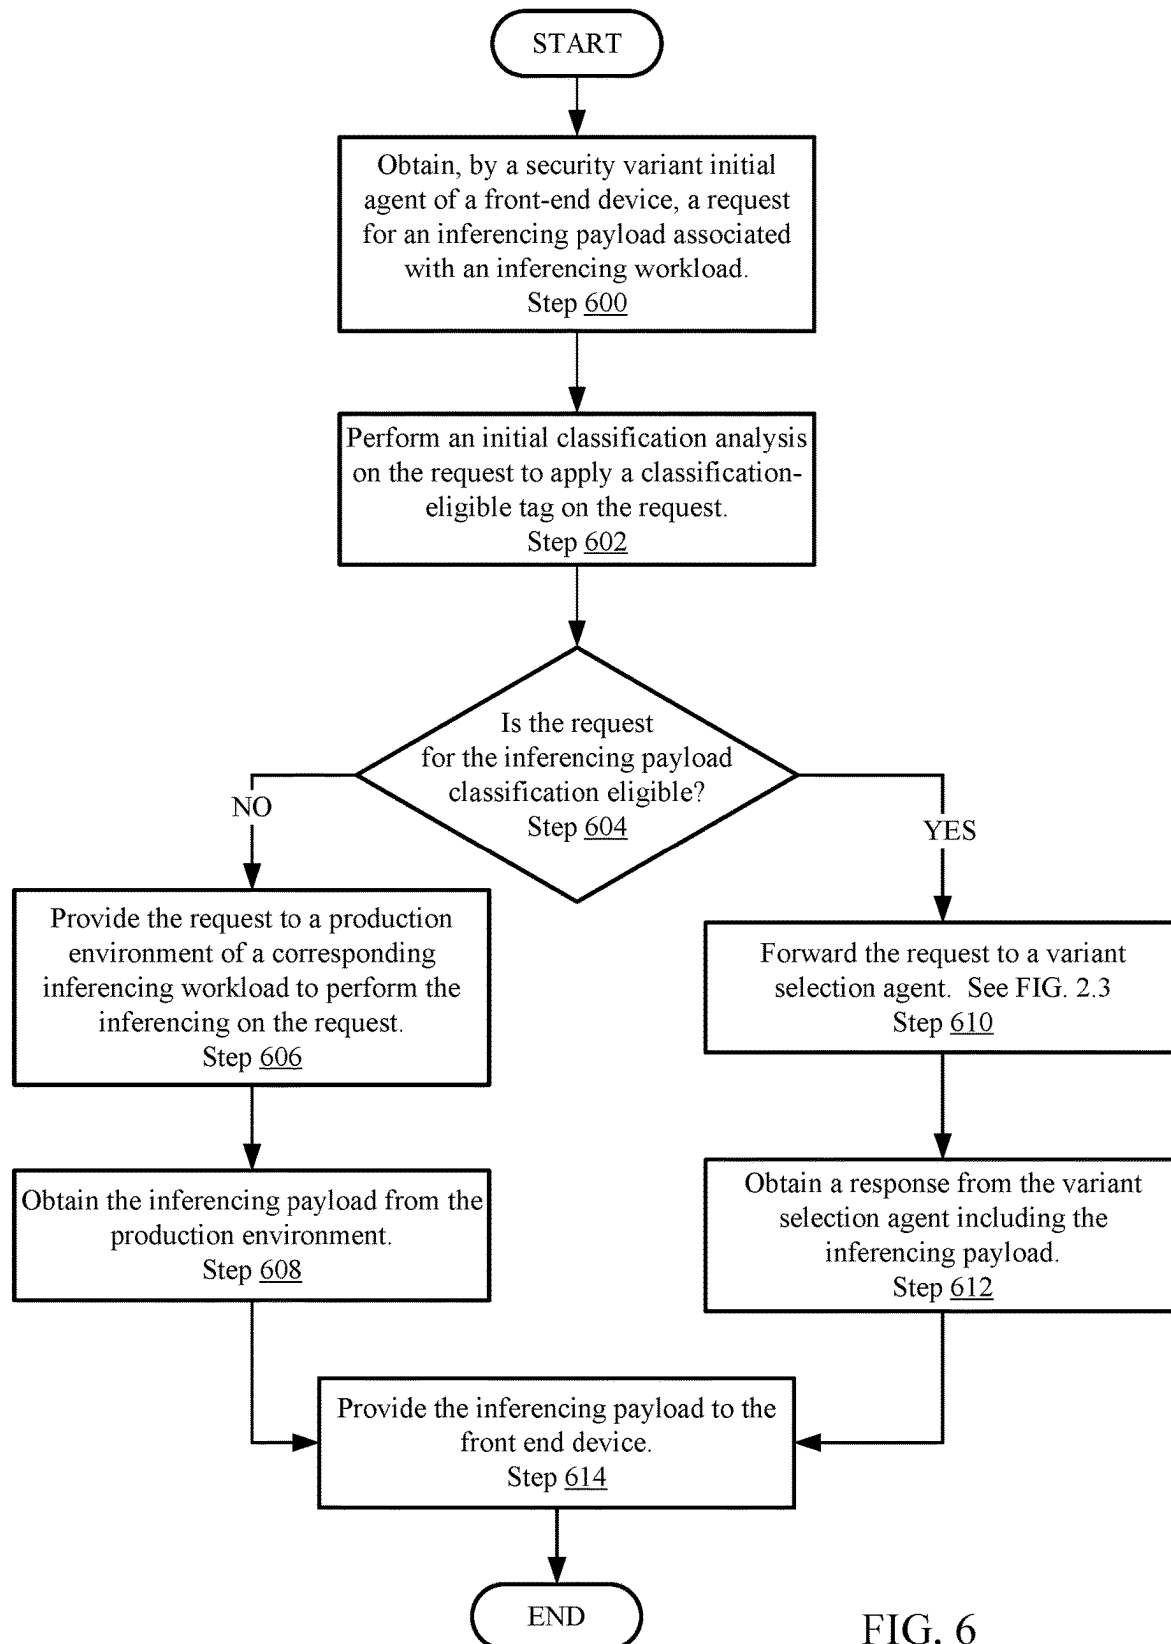 START
Obtain, by a security variant initial
agent of a front-end device, a request
for an inferencing payload associated
with an inferencing workload.
Step 600
Perform an initial classification analysis
on the request to apply a classification-
eligible tag on the request.
Step 602
Is the request
for the inferencing payload
classification eligible?
Step 604
NO
YES
Provide the request to a production
environment of a corresponding
inferencing workload to perform the
inferencing on the request.
Step 606
Forward the request to a variant
selection agent. See FIG. 2.3
Step 610
Obtain the inferencing payload from the
production environment.
Step 608
Obtain a response from the variant
selection agent including the
inferencing payload.
Step 612
Provide the inferencing payload to the
front end device.
Step 614
END
FIG. 6